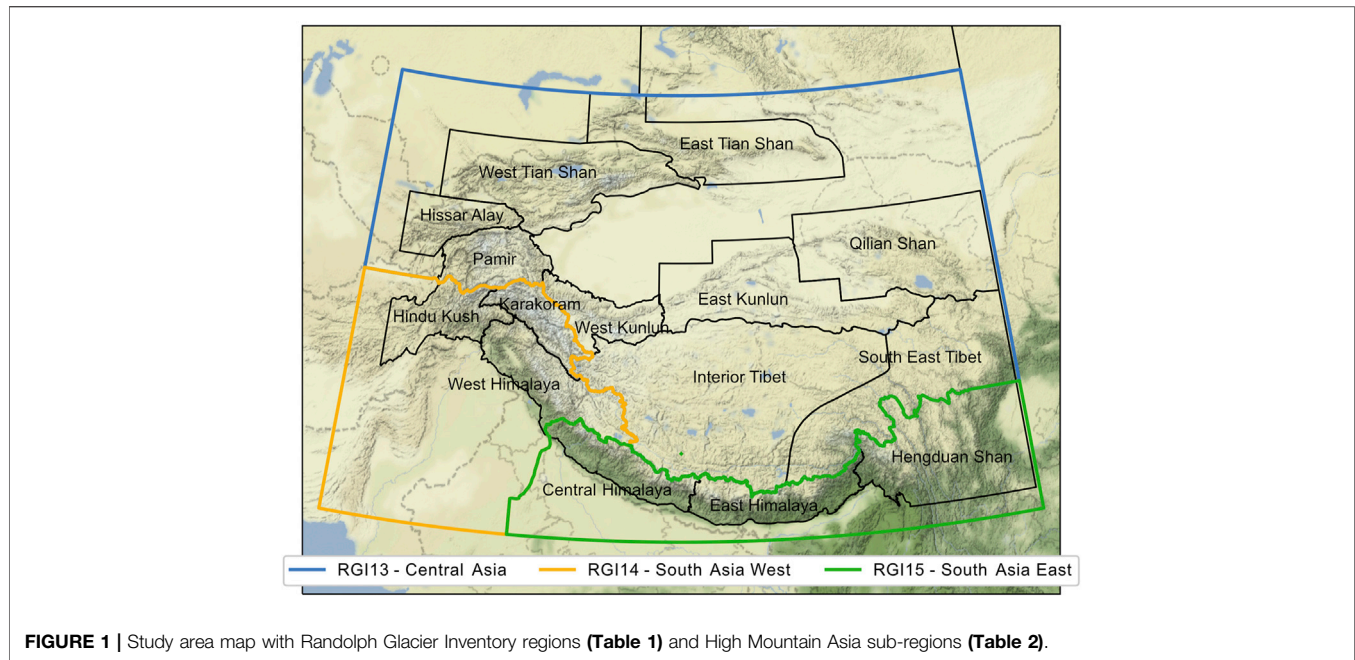 East Tian Shan
West Tian Shan
Hissar Alay
Qilian Shan
Pamir
Karakoram
East Kunlun
Hindu Kush
West Kunlun
South East Tibet
Interior Tibet
West Himalaya
Hengduan Shan
Central Himalaya
East Himalaya
RGI13 - Central Asia RGI14 - South Asia West RGI15 - South Asia East
FIGURE 1 | Study area map with Randolph Glacier Inventory regions (Table 1) and High Mountain Asia sub-regions (Table 2).